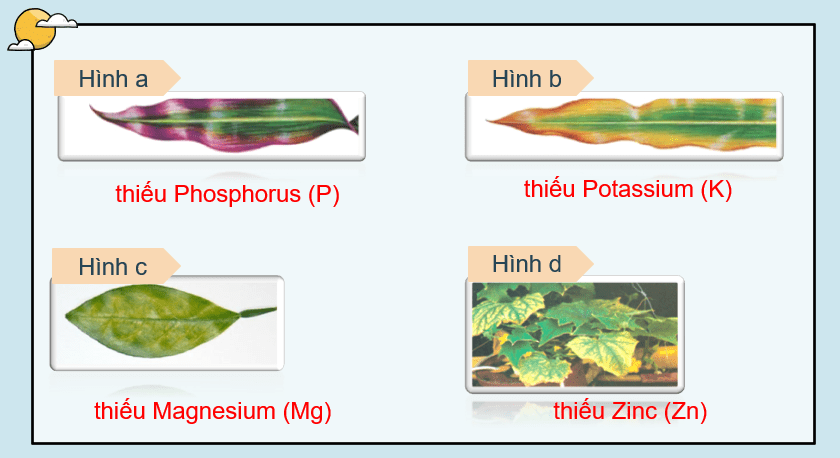 Hình a
thiếu Phosphorus (P)
Hình b
thiếu Potassium (K)
Hình c
thiếu Magnesium (Mg)
Hình d
thiếu Zinc (Zn)